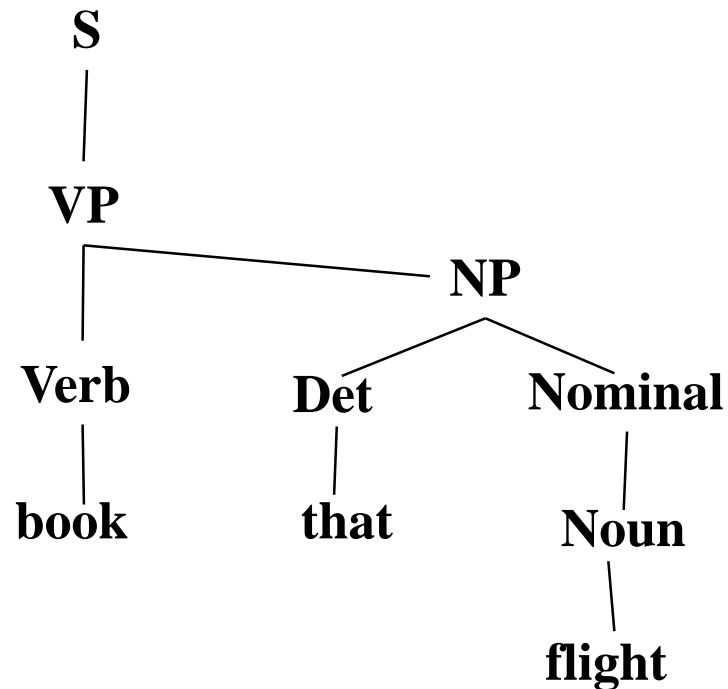 S
VP
NP
Verb
Det
Nominal
book
that
Noun
flight